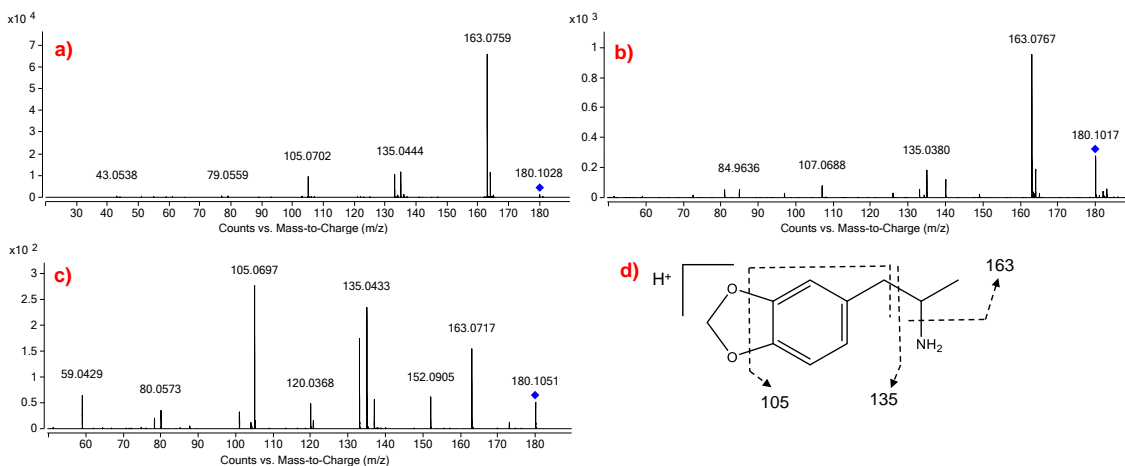 x10 4
a)
7
6
5
4
3
2
1
0
43.0538
79.0559
105.0702
135.0444
163.0759
180.1028
30 40 50 60 70 80 90 100 110 120 130 140 150 160 170 180
Counts vs. Mass-to-Charge (m/z)
x10 3
b)
1
0.8
0.6
0.4
0.2
0
84.9636
107.0688
135.0380
163.0767
180.1017
60 70 80 90 100 110 120 130 140 150 160 170 180
Counts vs. Mass-to-Charge (m/z)
x10 2
c)
3
2.5
2
1.5
1
0.5
0
59.0429
80.0573
105.0697
120.0368
135.0433
152.0905
163.0717
180.1051
60 70 80 90 100 110 120 130 140 150 160 170 180
Counts vs. Mass-to-Charge (m/z)
d)
H+
O
O
NH2
163
105
135